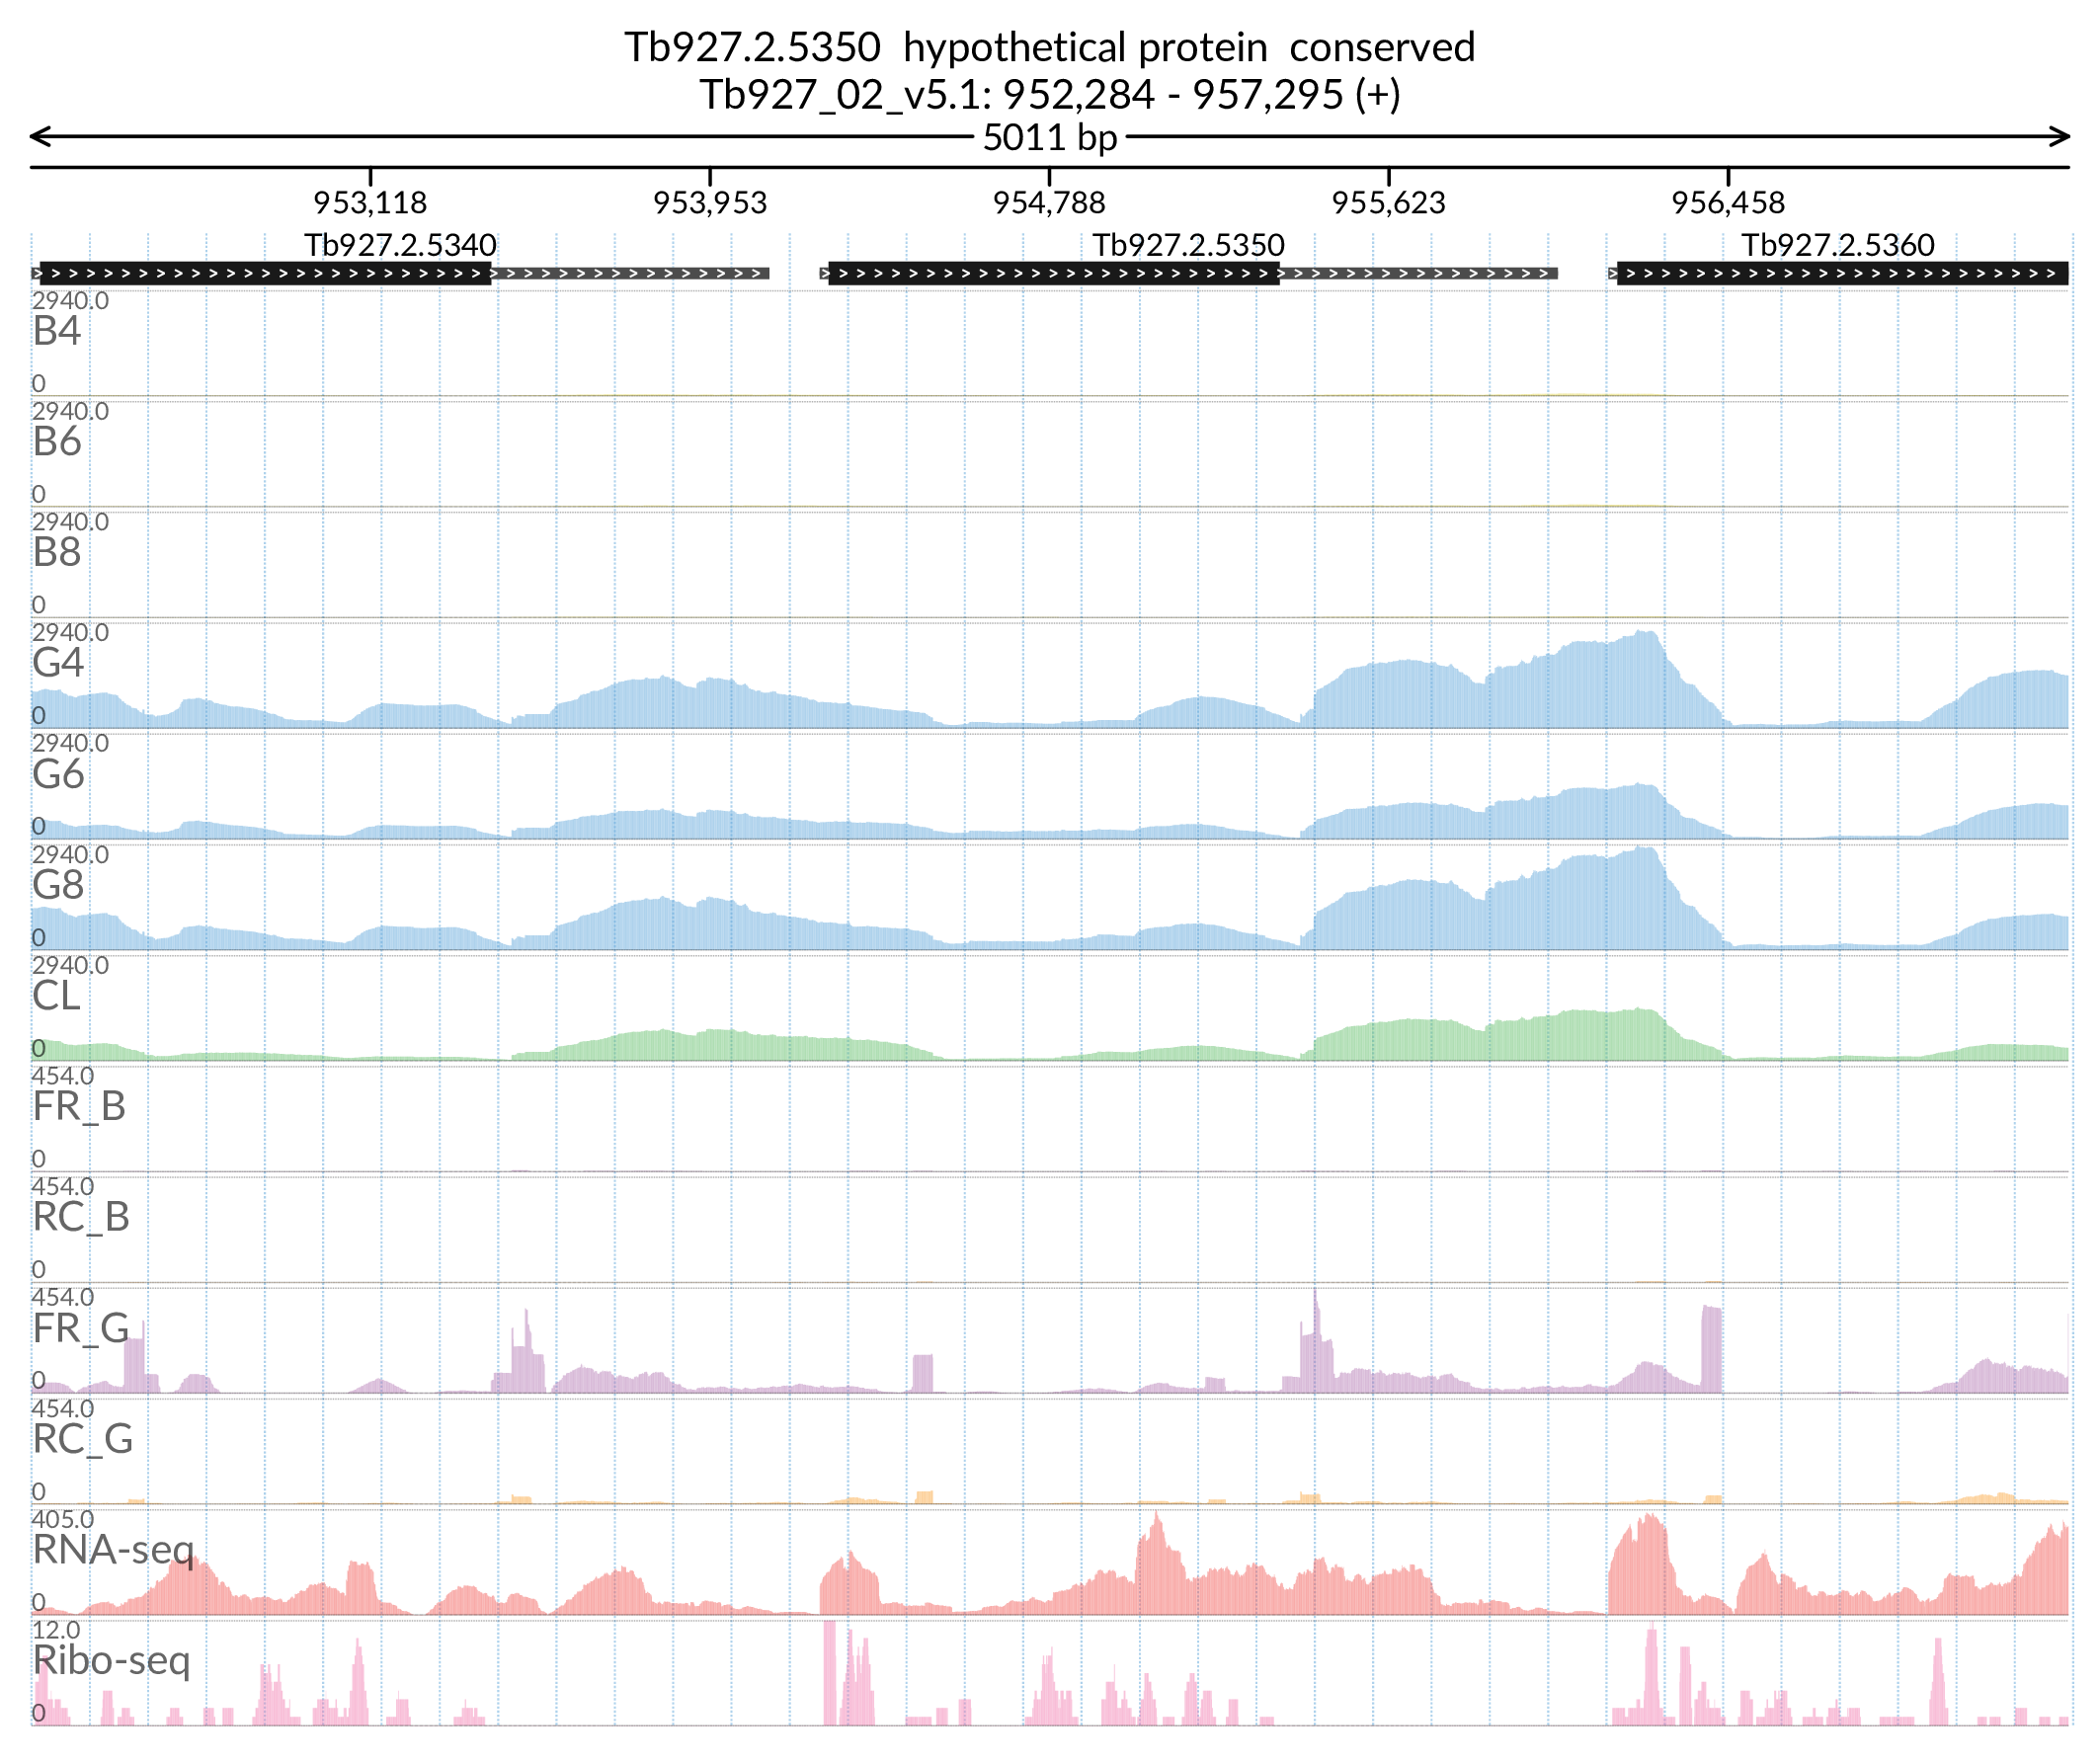 Tb927.2.5350  hypothetical protein  conserved
Tb927_02_v5.1: 952,284 - 957,295 (+)
5011 bp
953,118 953,953 954,788 955,623 956,458
Tb927.2.5340 Tb927.2.5350 Tb927.2.5360
2940.0
B4
0
2940.0
B6
0
2940.0
B8
0
2940.0
G4
0
2940.0
G6
0
2940.0
G8
0
2940.0
CL
0
454.0
FR_B
0
454.0
RC_B
0
454.0
FR_G
0
454.0
RC_G
0
405.0
RNA-seq
0
12.0
Ribo-seq
0